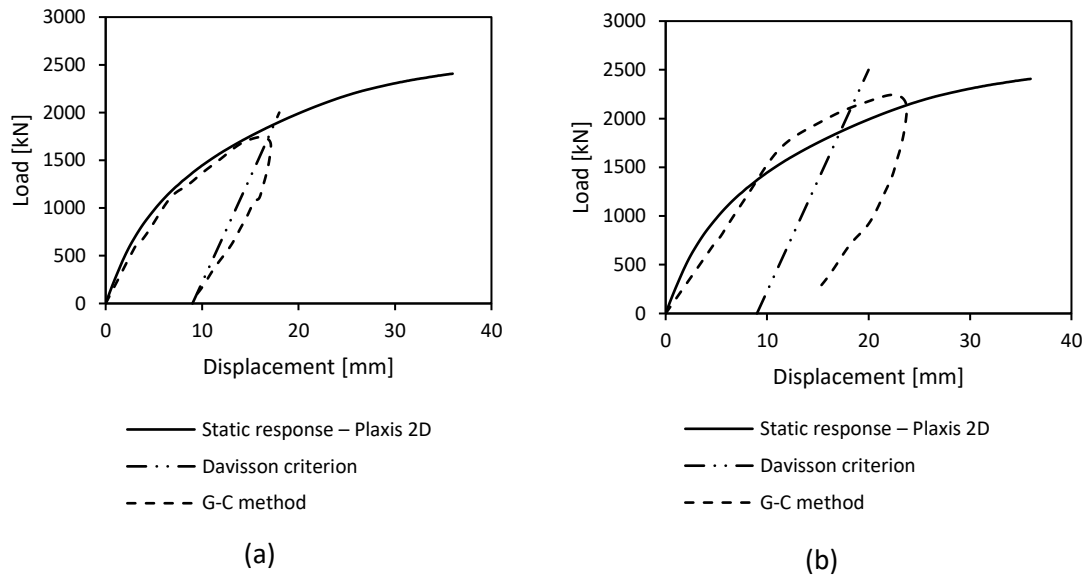 3000
2500
2000
1500
1000
500
0
Load [kN]
0 10 20 30 40
Displacement [mm]
Static response – Plaxis 2D
Davisson criterion
G-C method
(a)
3000
2500
2000
1500
1000
500
0
Load [kN]
0 10 20 30 40
Displacement [mm]
Static response – Plaxis 2D
Davisson criterion
G-C method
(b)